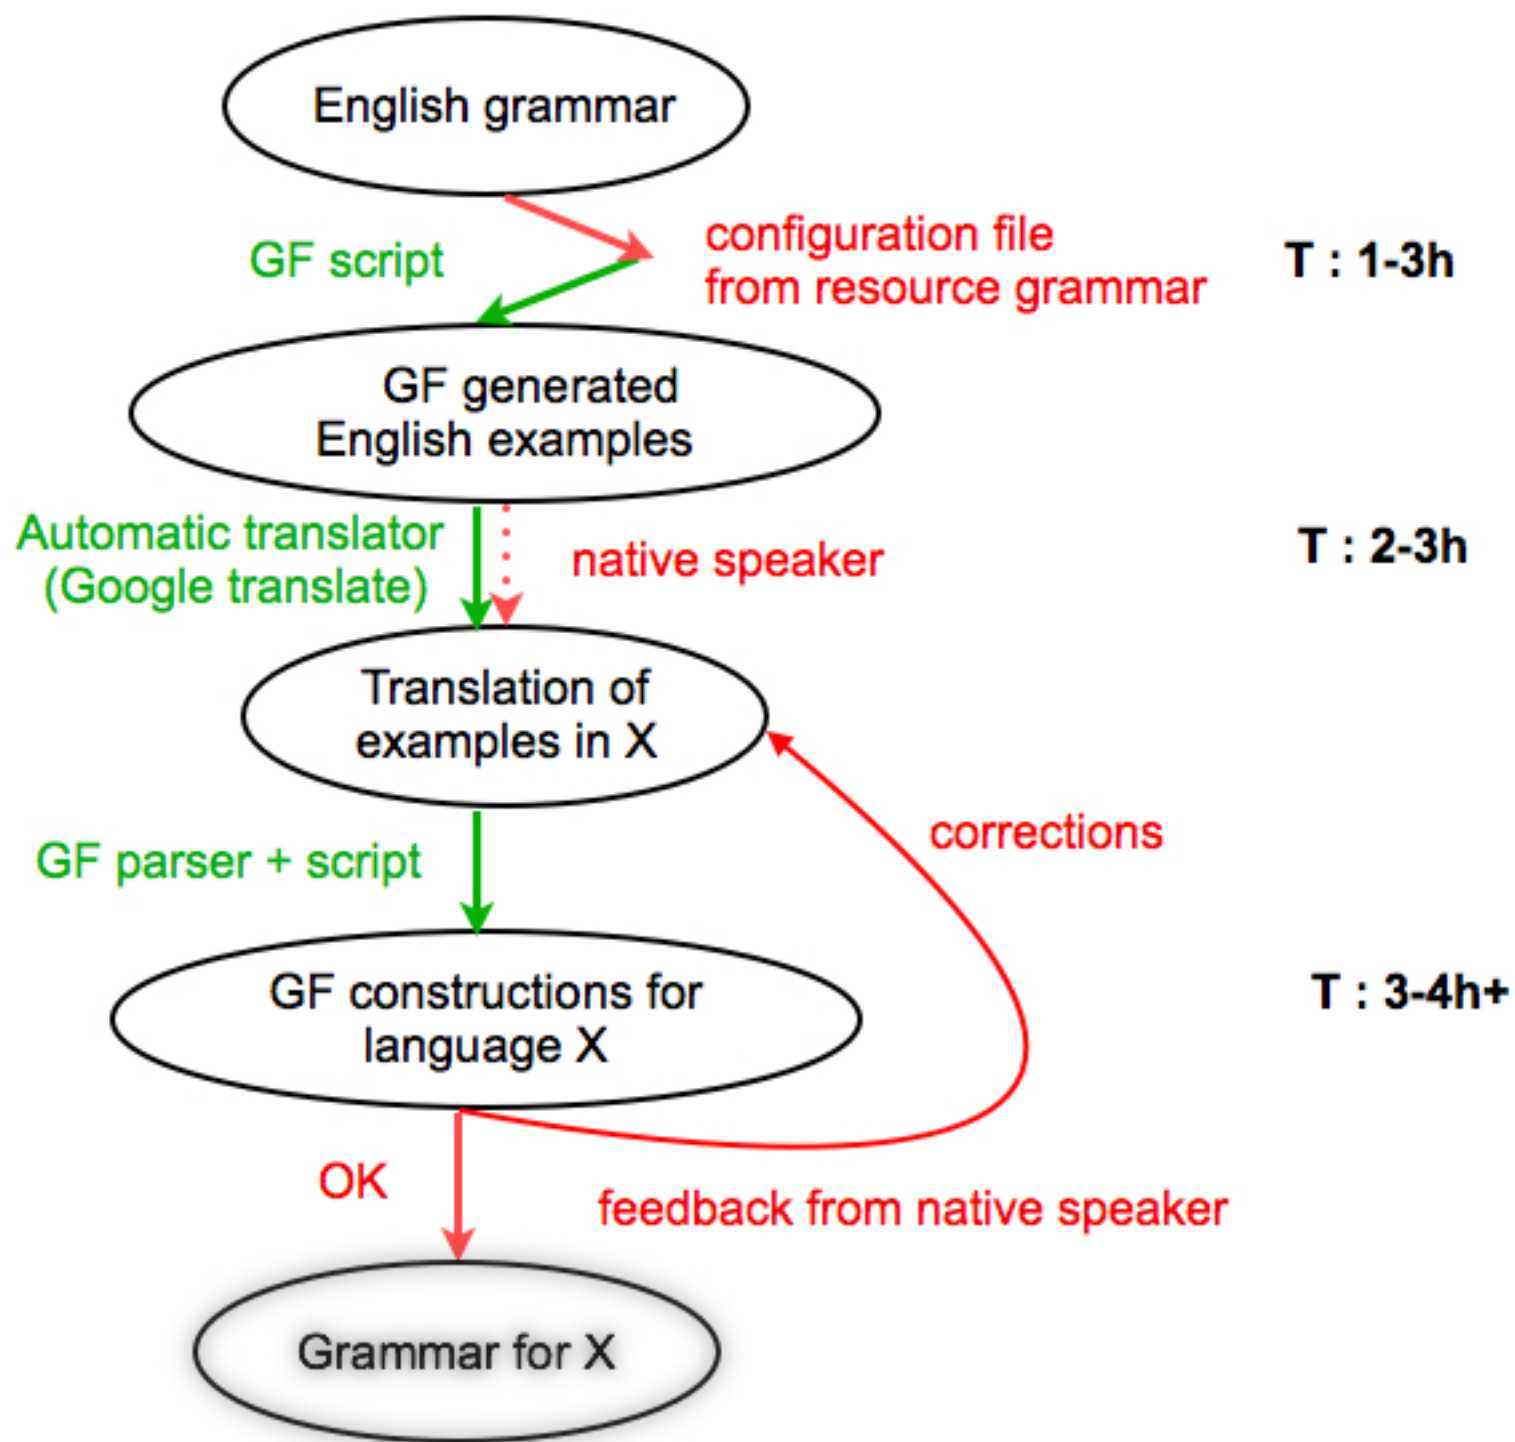 English grammar
GF script
configuration file
from resource grammar
T : 1-3h
GF generated
English examples
Automatic translator
(Google translate)
native speaker
T : 2-3h
Translation of
examples in X
corrections
GF parser + script
GF constructions for
language X
T : 3-4h+
OK
feedback from native speaker
Grammar for X